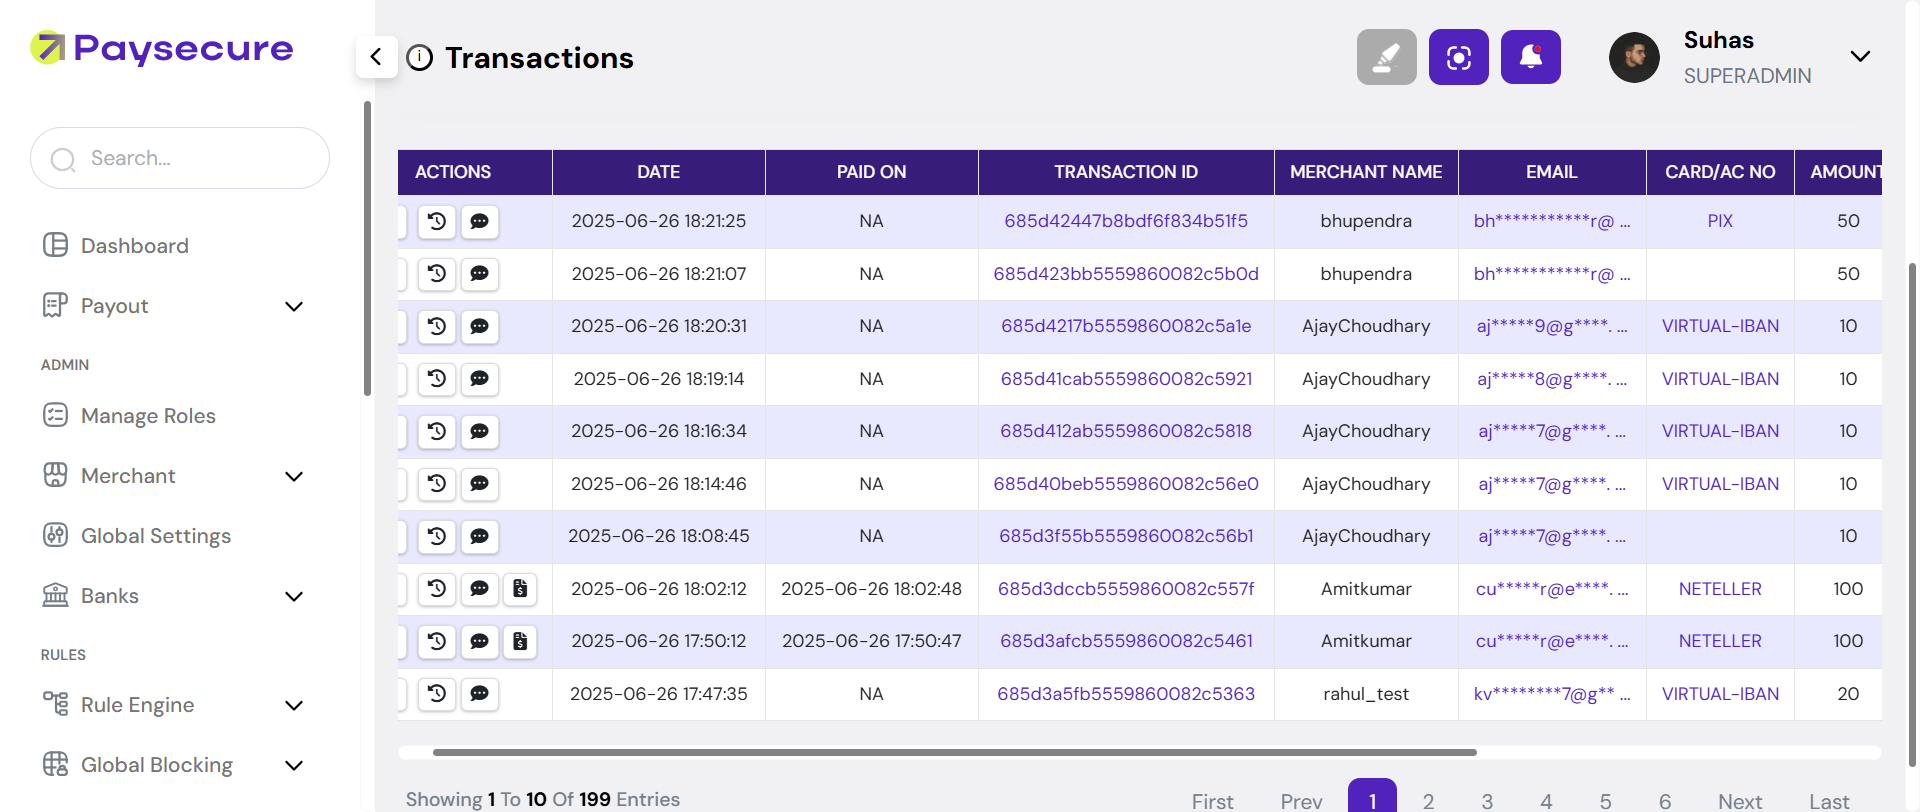 Paysecure
Transactions
Suhas
SUPERADMIN
Search...
Dashboard
Payout
ADMIN
Manage Roles
Merchant
Global Settings
Banks
RULES
Rule Engine
Global Blocking
ACTIONS DATE PAID ON TRANSACTION ID MERCHANT NAME EMAIL CARD/AC NO AMOUNT
2025-06-26 18:21:25 NA 685d42447b8bdf6f834b51f5 bhupendra bh***********r@ ... PIX 50
2025-06-26 18:21:07 NA 685d423bb5559860082c5b0d bhupendra bh***********r@ ... 50
2025-06-26 18:20:31 NA 685d4217b5559860082c5a1e AjayChoudhary aj*****9@g****. ... VIRTUAL-IBAN 10
2025-06-26 18:19:14 NA 685d41cab5559860082c5921 AjayChoudhary aj*****8@g****. ... VIRTUAL-IBAN 10
2025-06-26 18:16:34 NA 685d412ab5559860082c5818 AjayChoudhary aj*****7@g****. ... VIRTUAL-IBAN 10
2025-06-26 18:14:46 NA 685d40beb5559860082c56e0 AjayChoudhary aj*****7@g****. ... VIRTUAL-IBAN 10
2025-06-26 18:08:45 NA 685d3f55b5559860082c56b1 AjayChoudhary aj*****7@g****. ... 10
2025-06-26 18:02:12 2025-06-26 18:02:48 685d3dccb5559860082c557f Amitkumar cu*****r@e****. ... NETELLER 100
2025-06-26 17:50:12 2025-06-26 17:50:47 685d3afcb5559860082c5461 Amitkumar cu*****r@e****. ... NETELLER 100
2025-06-26 17:47:35 NA 685d3a5fb5559860082c5363 rahul_test kv********7@g** ... VIRTUAL-IBAN 20
Showing 1 To 10 Of 199 Entries
First Prev 1 2 3 4 5 6 Next Last